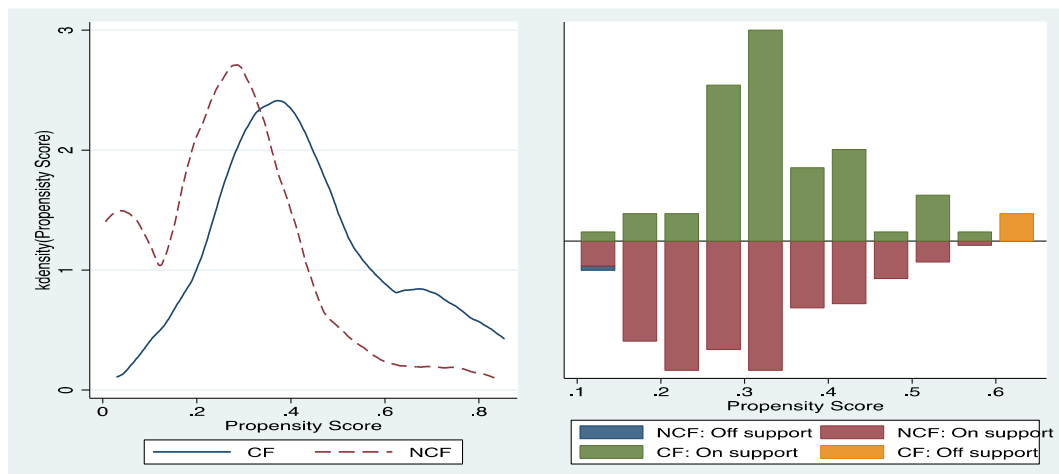 kdensity(Propensisty Score)
3
2
1
0
0 .2 .4 .6 .8
Propensity Score
CF NCF
.1 .2 .3 .4 .5 .6
Propensity Score
NCF: Off support NCF: On support
CF: On support CF: Off support